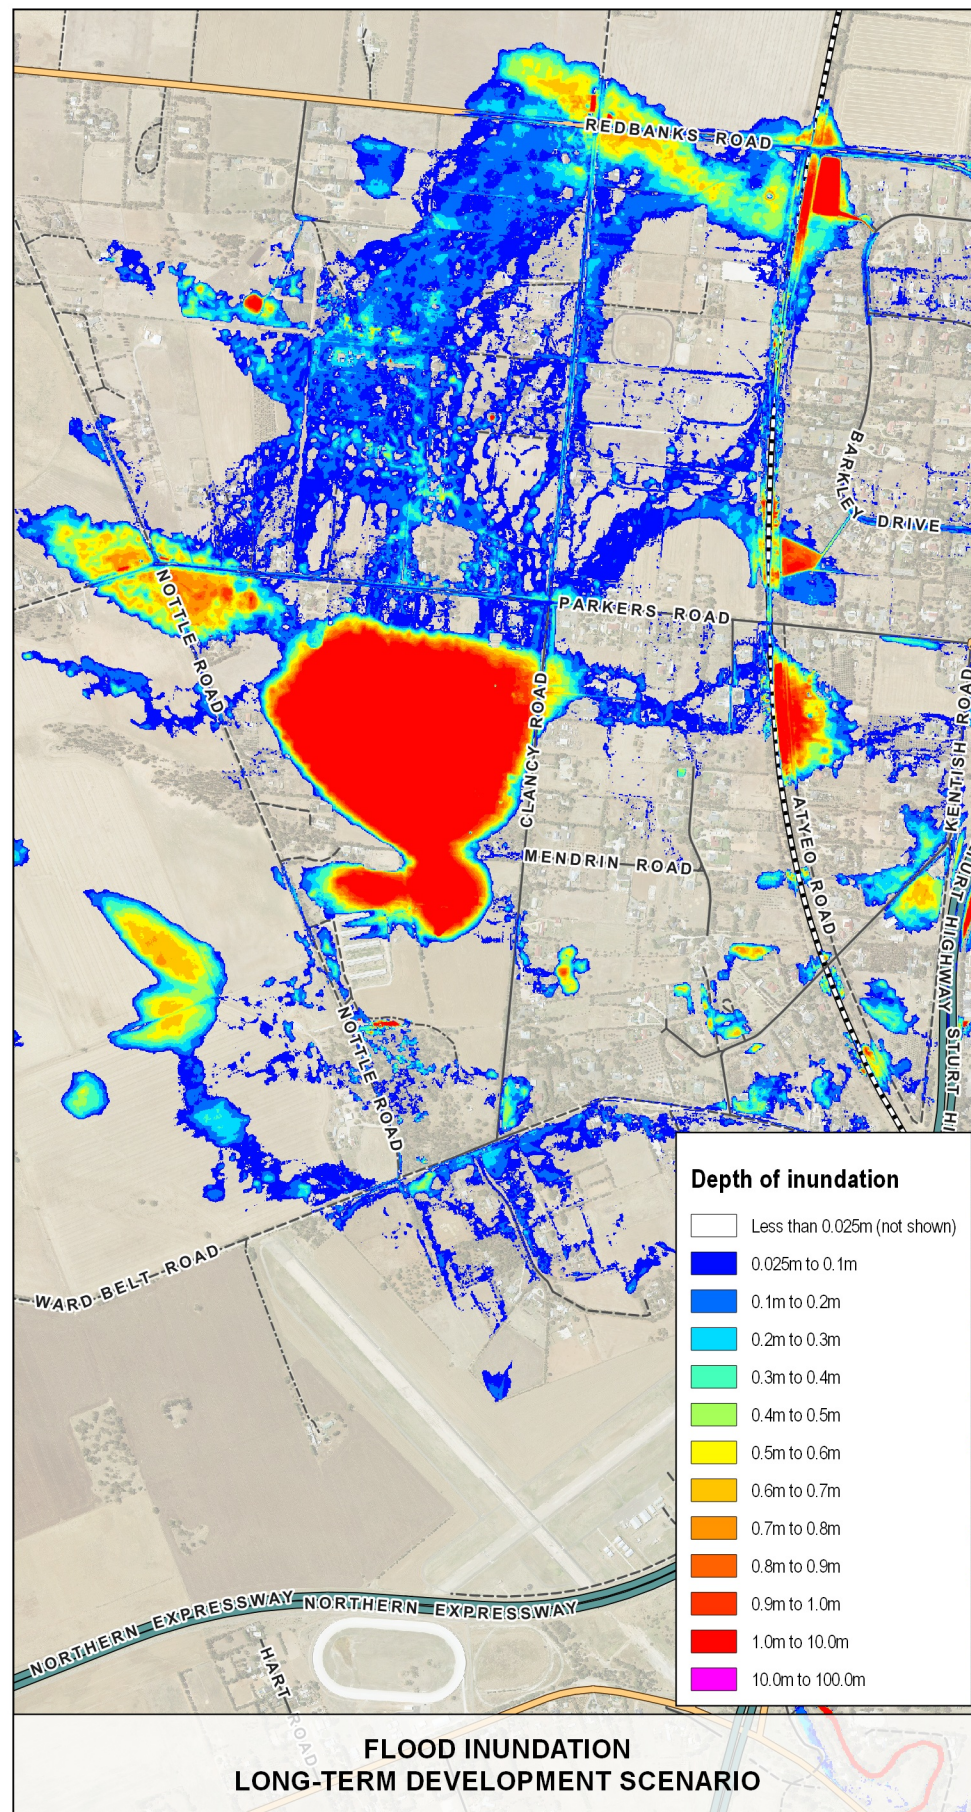 REDBANKS ROAD
BARKLEY DRIVE
NOTTLE ROAD
PARKERS ROAD
CLANCY ROAD
KENTISH ROAD
MENDRIN ROAD
ATYEO ROAD
STURT HIGHWAY STURT HI
NOTTLE ROAD
WARD BELT ROAD
Depth of inundation
Less than 0.025m (not shown)
0.025m to 0.1m
0.1m to 0.2m
0.2m to 0.3m
0.3m to 0.4m
0.4m to 0.5m
0.5m to 0.6m
0.6m to 0.7m
0.7m to 0.8m
0.8m to 0.9m
0.9m to 1.0m
1.0m to 10.0m
10.0m to 100.0m
NORTHERN EXPRESSWAY NORTHERN EXPRESSWAY
HART ROAD
FLOOD INUNDATION
LONG-TERM DEVELOPMENT SCENARIO